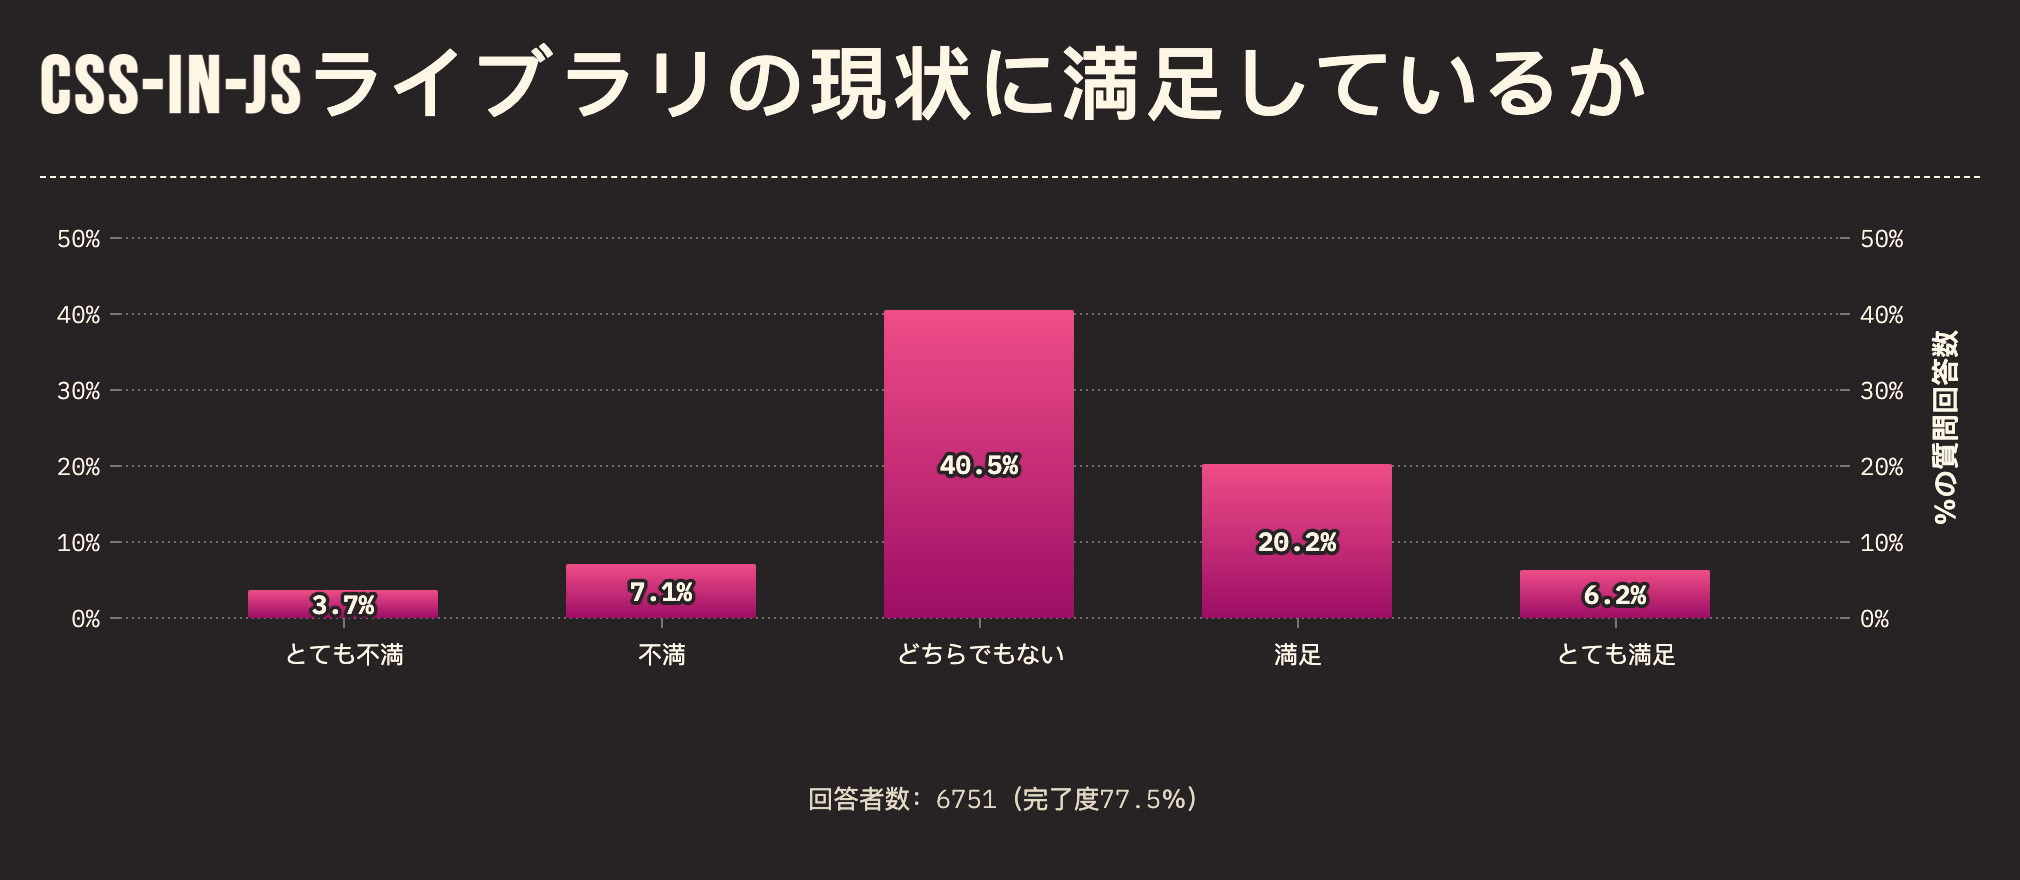 CSS-IN-JSライブラリの現状に満足しているか
50% 50%
40% 40%
30% 30%
20% 20%
10% 10%
0% 0%
%の質問回答数
3.7% 7.1% 40.5% 20.2% 6.2%
とても不満 不満 どちらでもない 満足 とても満足
回答者数: 6751 (完了度77.5%)